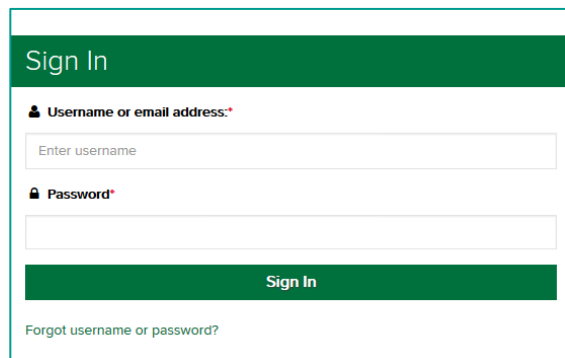 Sign In
Username or email address:*
Enter username
Password*
Sign In
Forgot username or password?